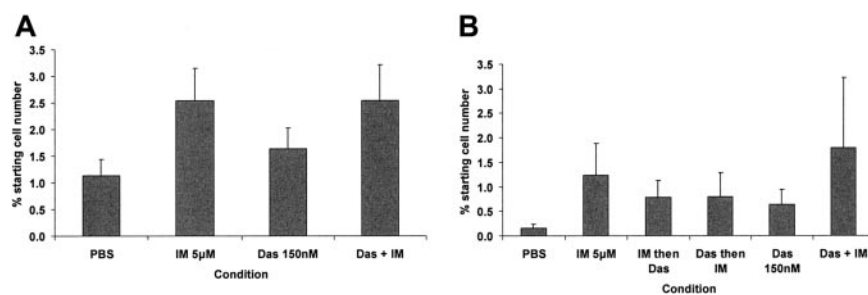 A
3.5
3.0
2.5
2.0
1.5
1.0
0.5
0.0
% starting cell number
PBS
IM 5µM
Das 150nM
Das + IM
Condition
B
3.5
3.0
2.5
2.0
1.5
1.0
0.5
0.0
% starting cell number
PBS
IM 5µM
IM then
Das
Das then
IM
Das
150nM
Das + IM
Condition